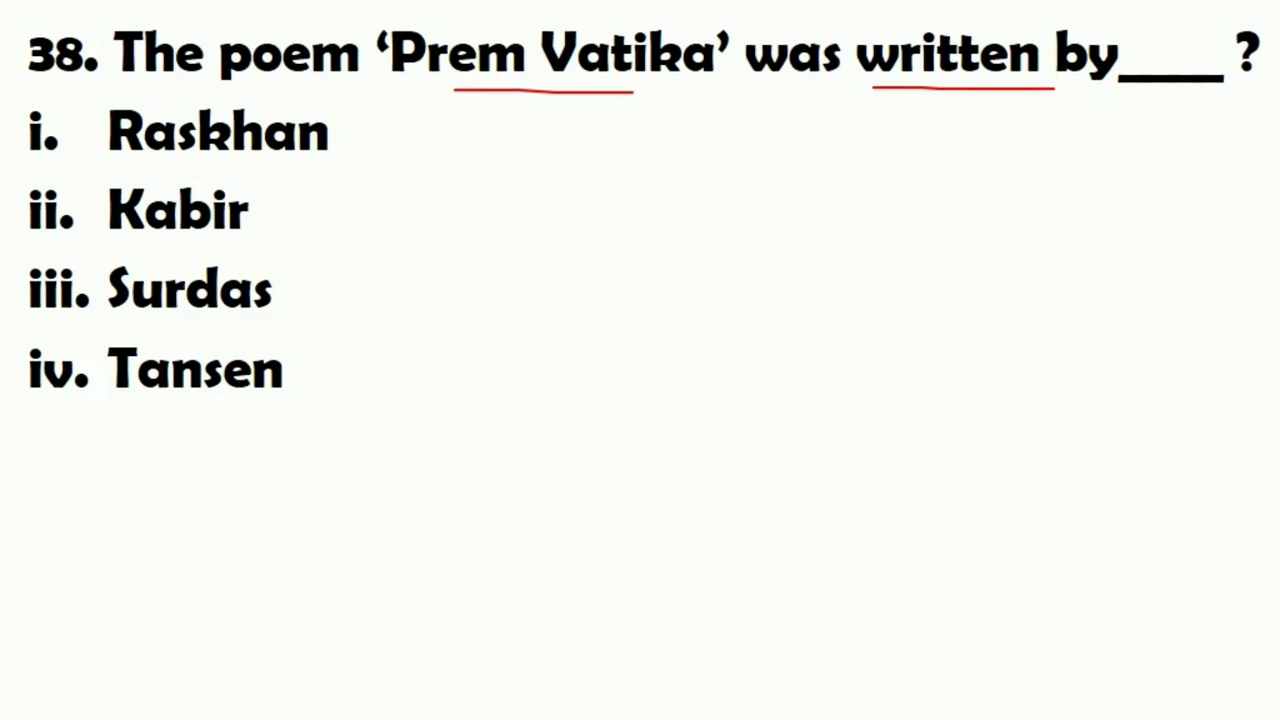 38. The poem ‘Prem Vatika’ was written by____ ?
i. Raskhan
ii. Kabir
iii. Surdas
iv. Tansen